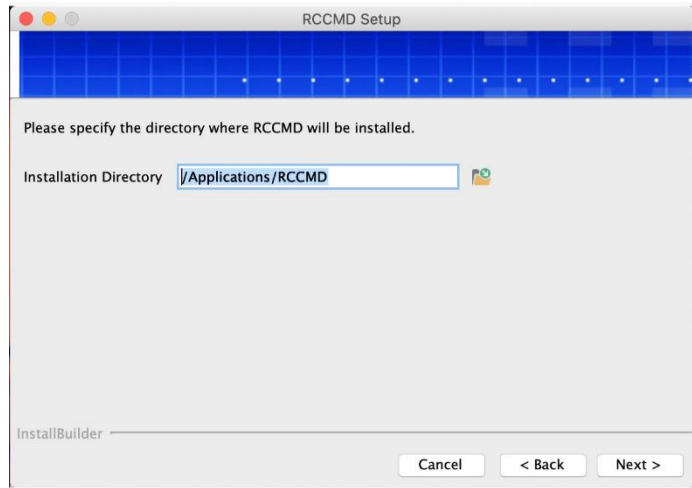 RCCMD Setup
Please specify the directory where RCCMD will be installed.
Installation Directory /Applications/RCCMD
InstallBuilder
Cancel < Back Next >